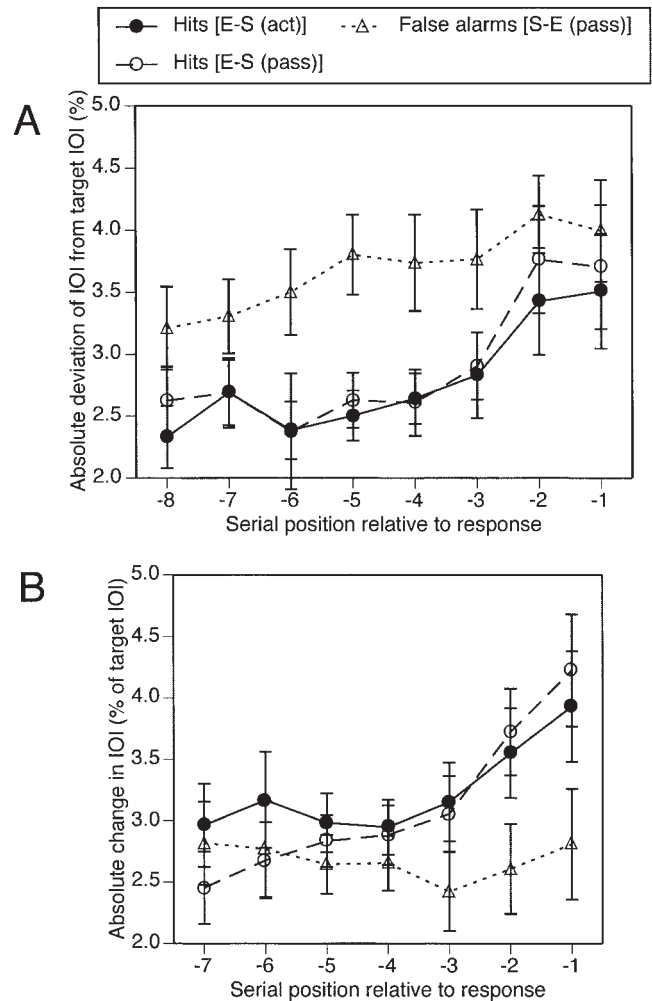 Hits [E-S (act)]
False alarms [S-E (pass)]
Hits [E-S (pass)]
A
Absolute deviation of IOI from target IOI (%)
5.0
4.5
4.0
3.5
3.0
2.5
2.0
-8 -7 -6 -5 -4 -3 -2 -1
Serial position relative to response
B
Absolute change in IOI (% of target IOI)
5.0
4.5
4.0
3.5
3.0
2.5
2.0
-7 -6 -5 -4 -3 -2 -1
Serial position relative to response